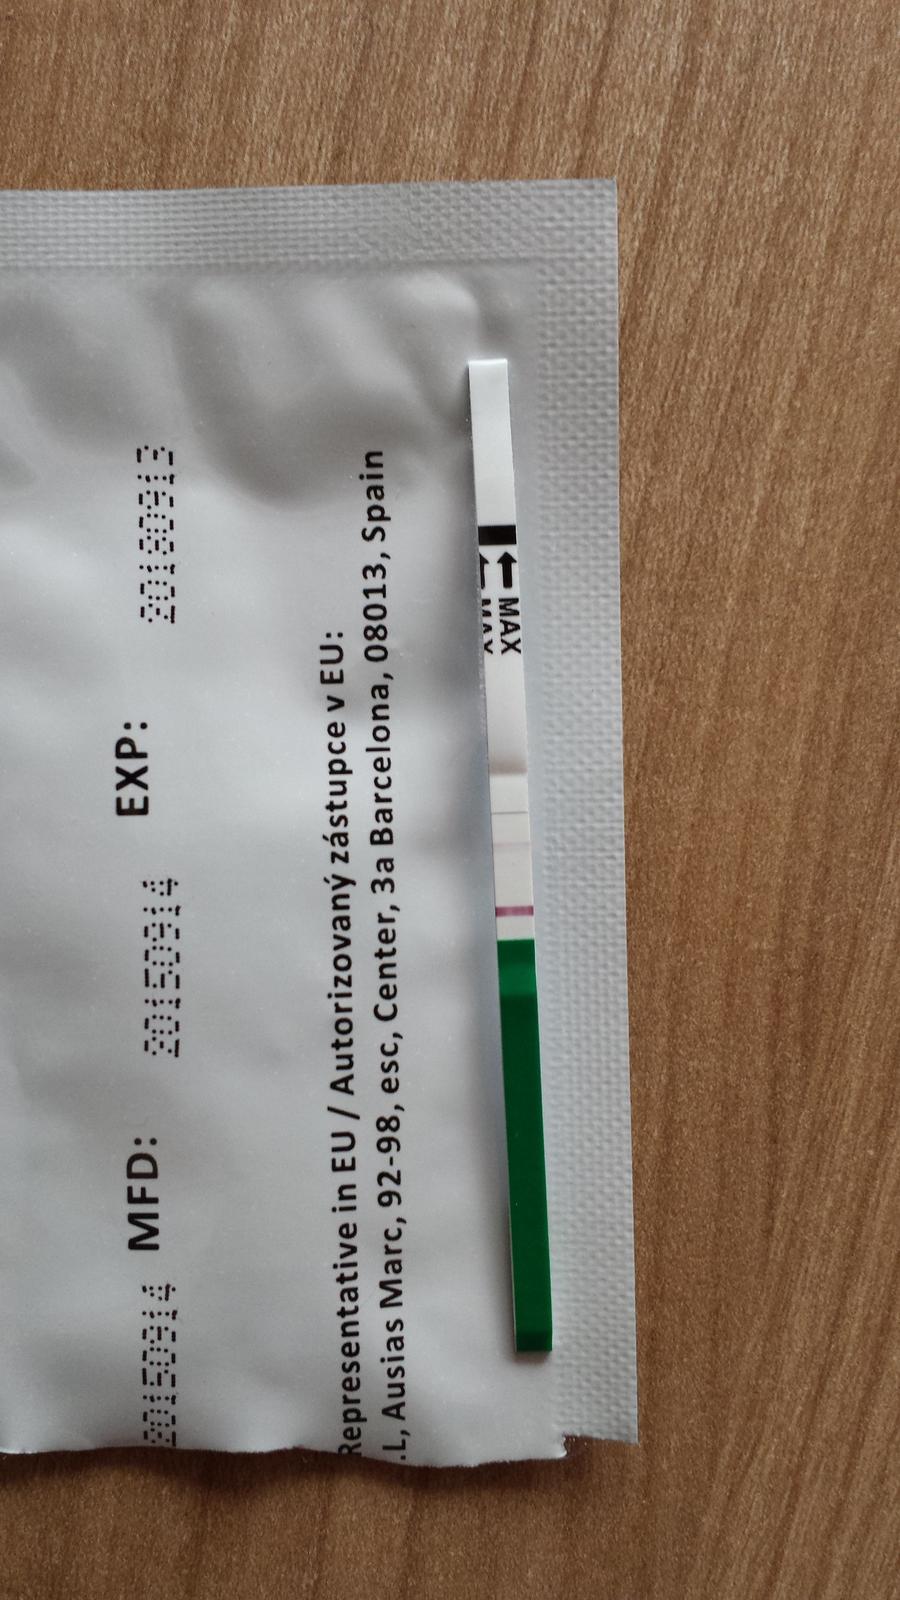 20150914 MFD: 20150914 EXP: 20180913
Representative in EU / Autorizovaný zástupce v EU:
.L, Ausias Marc, 92-98, esc, Center, 3a Barcelona, 08013, Spain
MAX
MAX